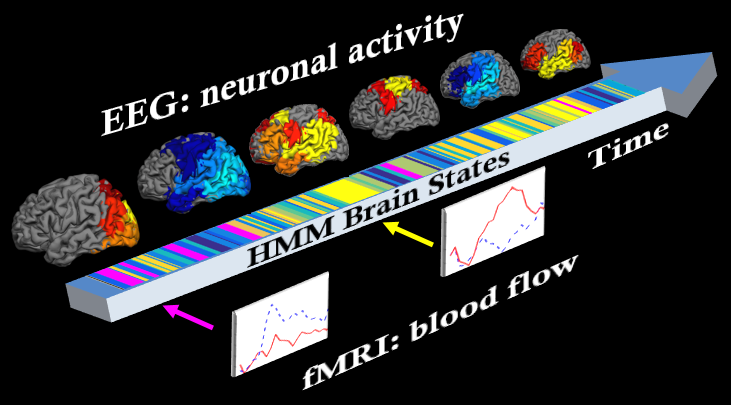 EEG: neuronal activity
HMM Brain States
Time
fMRI: blood flow